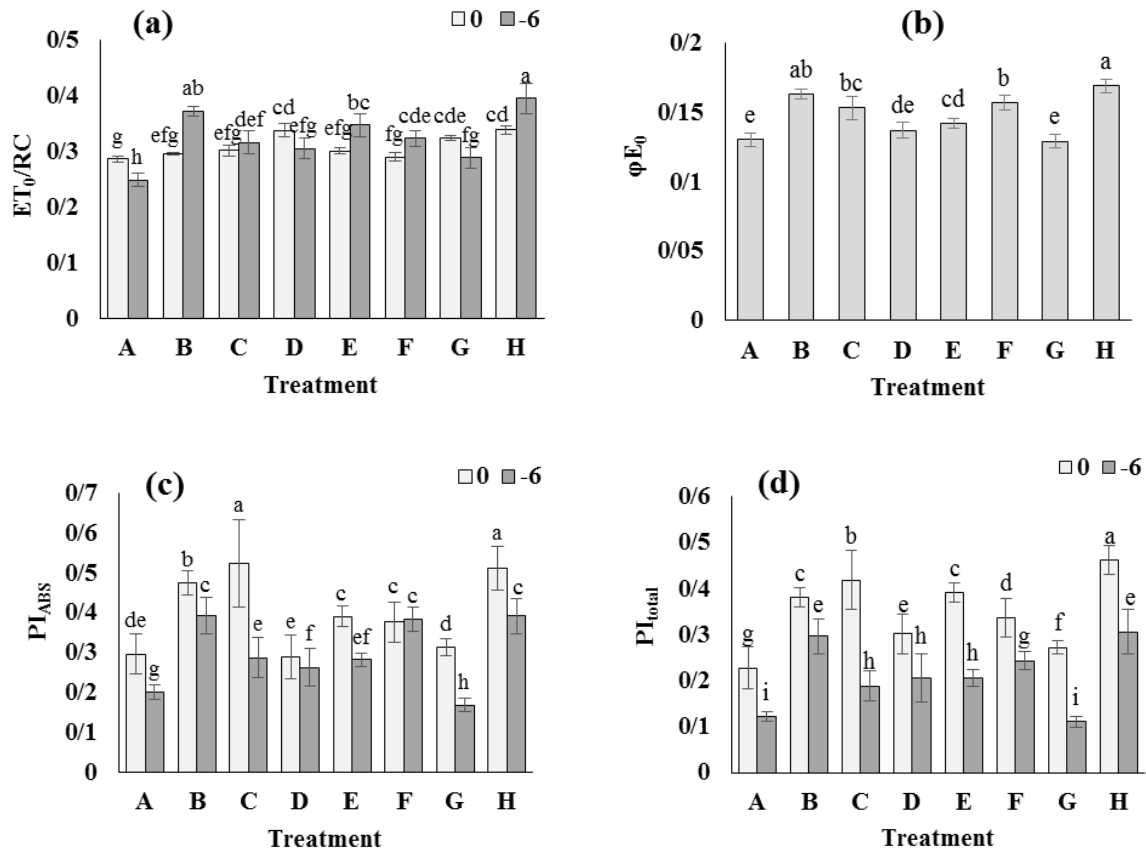 (a)
0 -6
0/5
0/4
0/3
0/2
0/1
0
ET₀/RC
g h efg ab efg def cd efg efg bc fg cde cde fg cd a
A B C D E F G H
Treatment
(b)
0/2
0/15
0/1
0/05
0
φE₀
e ab bc de cd b e a
A B C D E F G H
Treatment
(c)
0 -6
0/7
0/6
0/5
0/4
0/3
0/2
0/1
0
PI_ABS
de g b c a e e f c ef c c d h a c
A B C D E F G H
Treatment
(d)
0 -6
0/6
0/5
0/4
0/3
0/2
0/1
0
PI_total
g i c e b h e h c h d g f i a e
A B C D E F G H
Treatment